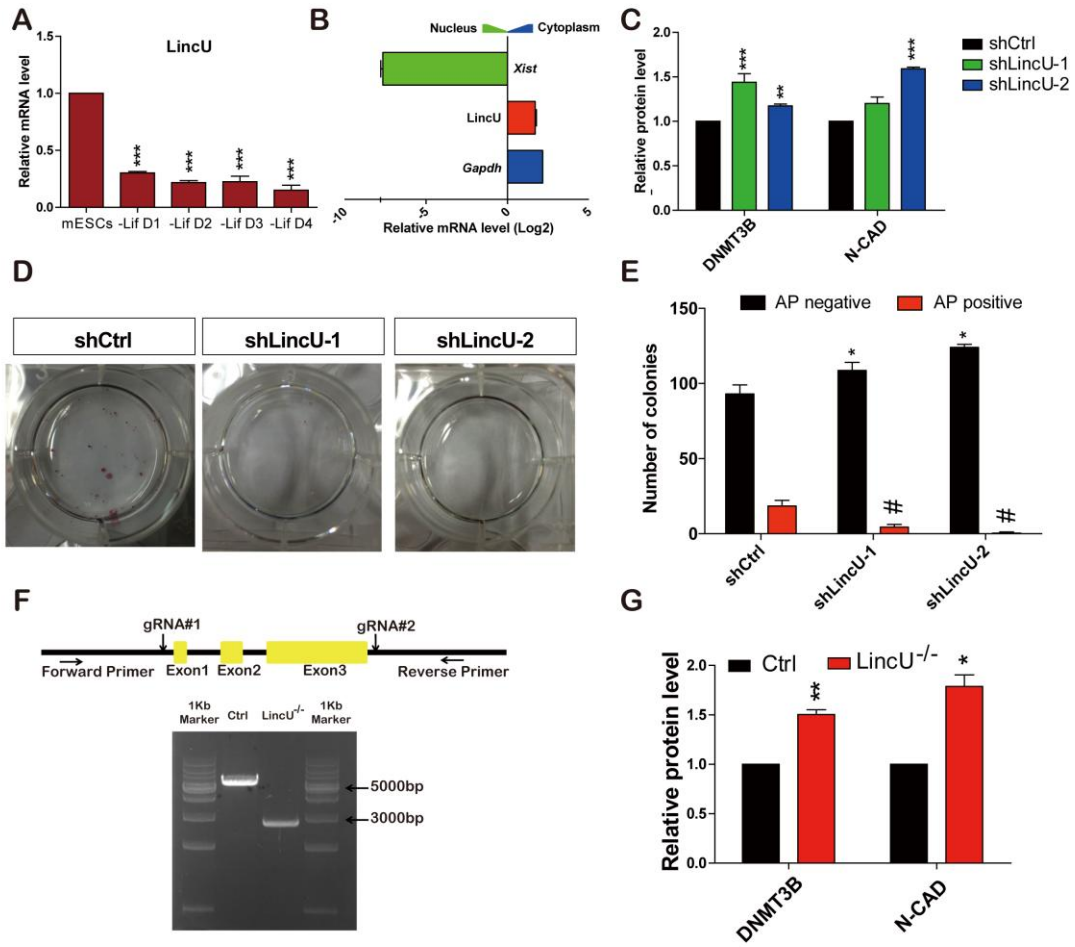 A
LincU
Relative mRNA level
1.5
1.0
0.5
0.0
***
***
***
***
mESCs -Lif D1 -Lif D2 -Lif D3 -Lif D4
B
Nucleus Cytoplasm
Xist
LincU
Gapdh
-10 -5 0 5
Relative mRNA level (Log2)
C
Relative protein level
2.0
1.5
1.0
0.5
0.0
***
**
***
shCtrl
shLincU-1
shLincU-2
DNMT3B N-CAD
D
shCtrl shLincU-1 shLincU-2
E
AP negative AP positive
Number of colonies
150
100
50
0
*
#
*
#
shCtrl shLincU-1 shLincU-2
F
gRNA#1 gRNA#2
Forward Primer Exon1 Exon2 Exon3 Reverse Primer
1Kb Marker Ctrl LincU-/- 1Kb Marker
5000bp
3000bp
G
Ctrl LincU-/-
Relative protein level
2.0
1.5
1.0
1.5
0.0
**
*
DNMT3B N-CAD